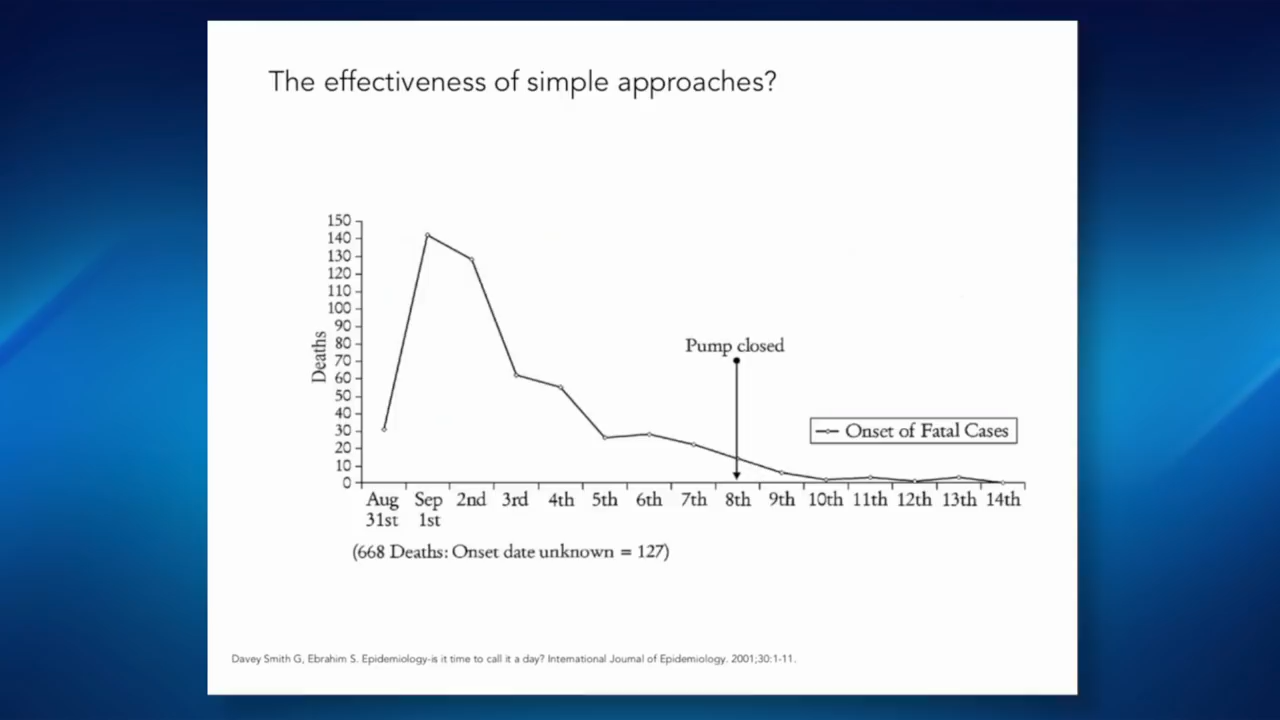 The effectiveness of simple approaches?
150
140
130
120
110
100
90
80
70
60
50
40
30
20
10
0
Deaths
Pump closed
Onset of Fatal Cases
Aug 31st Sep 1st 2nd 3rd 4th 5th 6th 7th 8th 9th 10th 11th 12th 13th 14th
(668 Deaths: Onset date unknown = 127)
Davey Smith G, Ebrahim S. Epidemiology-is it time to call it a day? International Journal of Epidemiology. 2001;30:1-11.